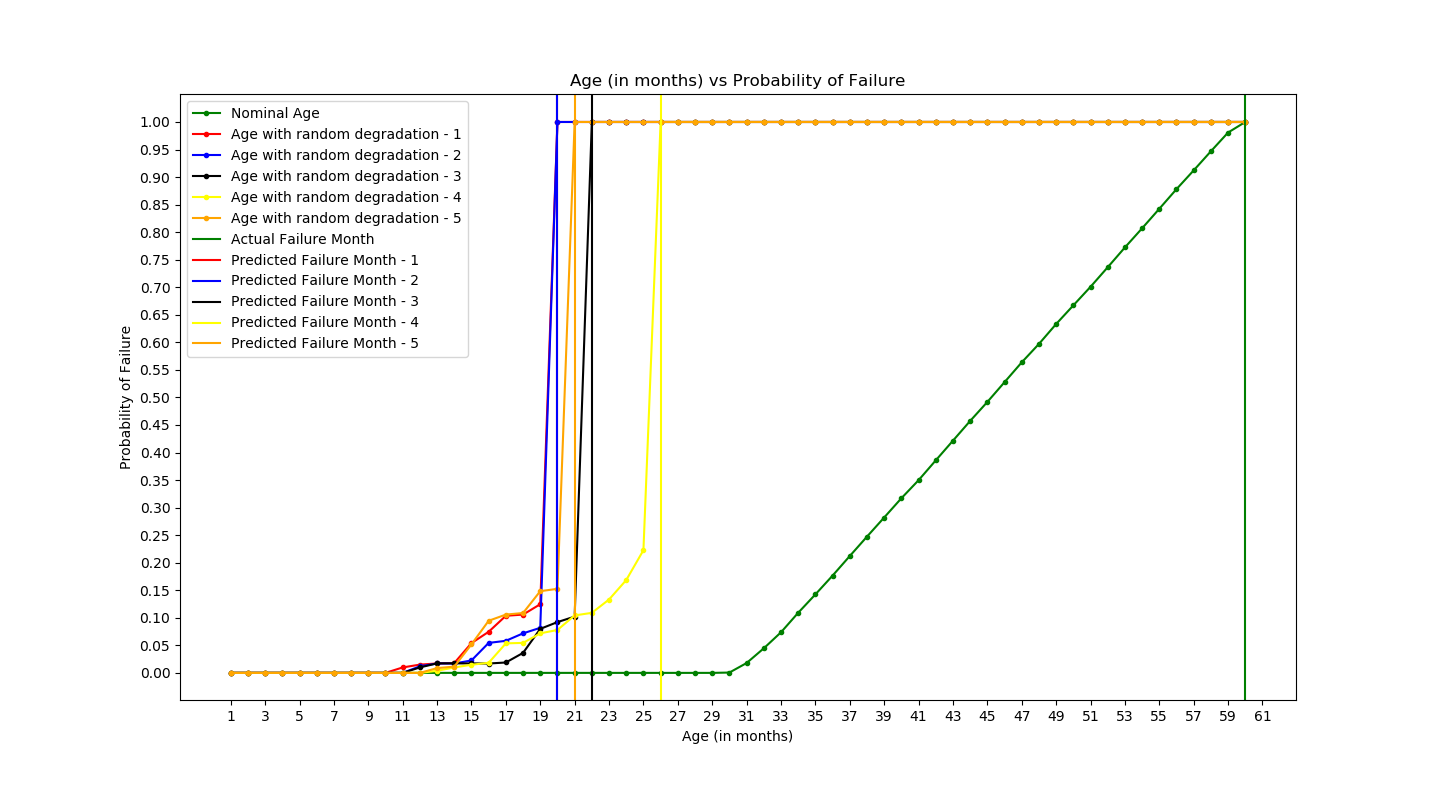 Age (in months) vs Probability of Failure
Nominal Age
Age with random degradation - 1
Age with random degradation - 2
Age with random degradation - 3
Age with random degradation - 4
Age with random degradation - 5
Actual Failure Month
Predicted Failure Month - 1
Predicted Failure Month - 2
Predicted Failure Month - 3
Predicted Failure Month - 4
Predicted Failure Month - 5
Probability of Failure
1.00
0.95
0.90
0.85
0.80
0.75
0.70
0.65
0.60
0.55
0.50
0.45
0.40
0.35
0.30
0.25
0.20
0.15
0.10
0.05
0.00
1 3 5 7 9 11 13 15 17 19 21 23 25 27 29 31 33 35 37 39 41 43 45 47 49 51 53 55 57 59 61
Age (in months)